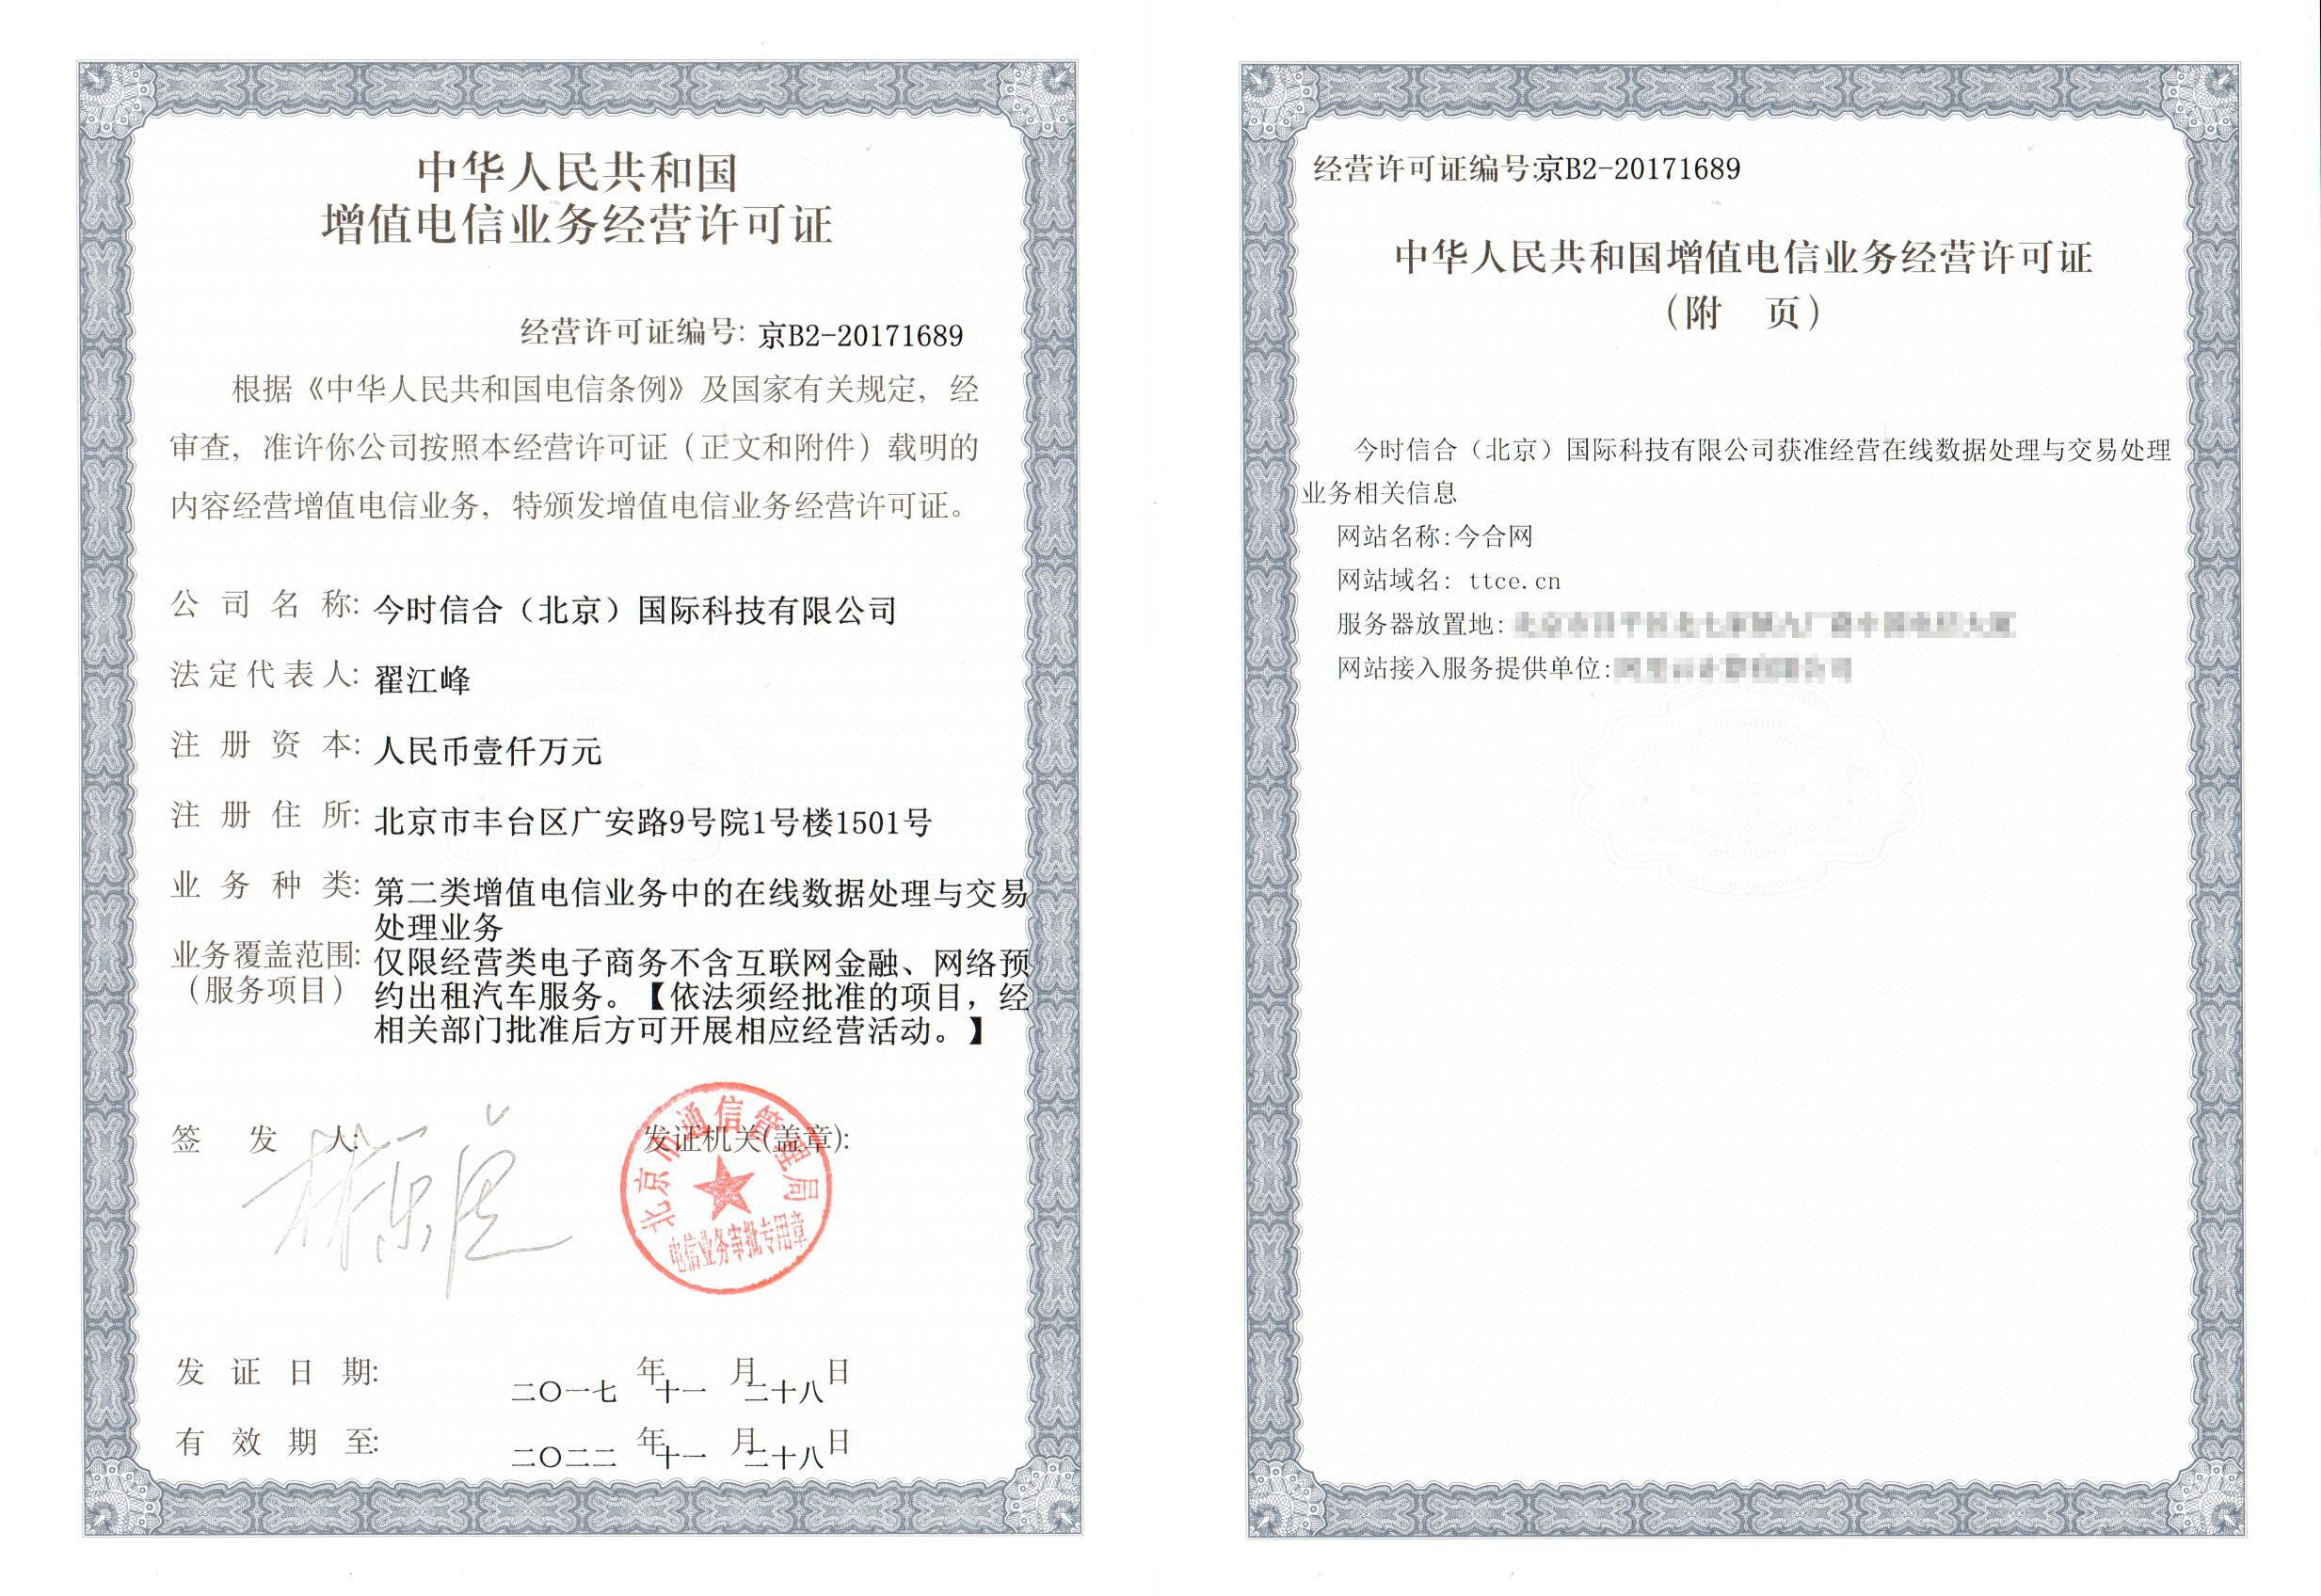 中华人民共和国
增值电信业务经营许可证
经营许可证编号: 京B2-20171689
根据《中华人民共和国电信条例》及国家有关规定，经
审查，准许你公司按照本经营许可证（正文和附件）载明的
内容经营增值电信业务，特颁发增值电信业务经营许可证。
公司名称: 今时信合（北京）国际科技有限公司
法定代表人: 翟江峰
注册资本: 人民币壹仟万元
注册住所: 北京市丰台区广安路9号院1号楼1501号
业务种类: 第二类增值电信业务中的在线数据处理与交易
处理业务
业务覆盖范围: 仅限经营类电子商务不含互联网金融、网络预
（服务项目） 约出租汽车服务。【依法须经批准的项目，经
相关部门批准后方可开展相应经营活动。】
签发人:
发证机关(盖章):
北京市通信管理局
电信业务审批专用章
发证日期: 二〇一七年十一月二十八日
有效期至: 二〇二二年十一月二十八日
经营许可证编号:京B2-20171689
中华人民共和国增值电信业务经营许可证
（附 页）
今时信合（北京）国际科技有限公司获准经营在线数据处理与交易处理
业务相关信息
网站名称:今合网
网站域名: ttce.cn
服务器放置地:
网站接入服务提供单位: